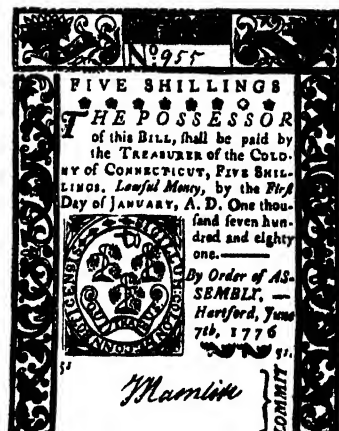 No 955
FIVE SHILLINGS
THE POSSESSOR
of this BILL, shall be paid by
the TREASURER of the COLO-
NY of CONNECTICUT, FIVE SHIL-
LINGS. Lawful Money, by the First
Day of JANUARY, A. D. One thou-
sand seven hun-
dred and eighty
one.
By Order of AS-
SEMBLY.
Hartford, June
7th, 1776
5s. 5s
COMMIT